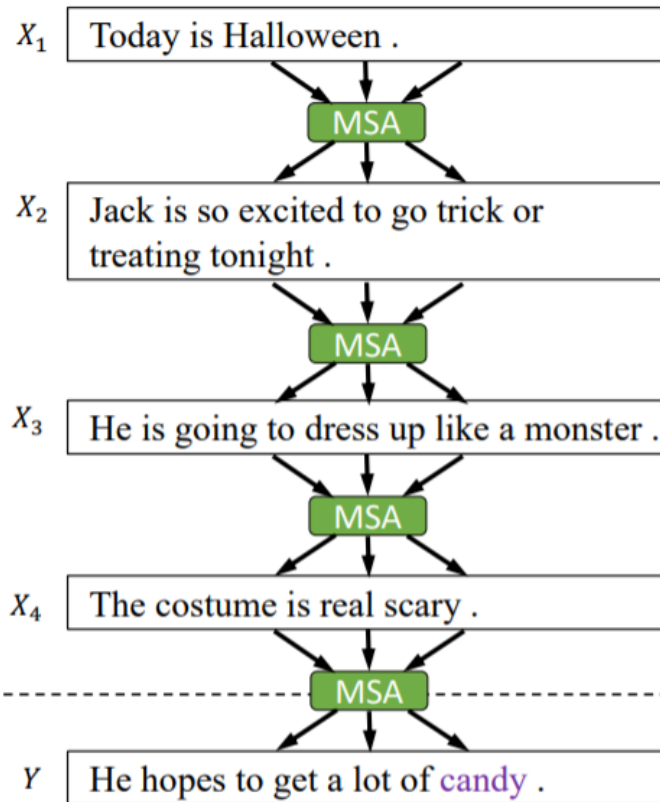 X₁ Today is Halloween .
MSA
X₂ Jack is so excited to go trick or
treating tonight .
MSA
X₃ He is going to dress up like a monster .
MSA
X₄ The costume is real scary .
MSA
Y He hopes to get a lot of candy .